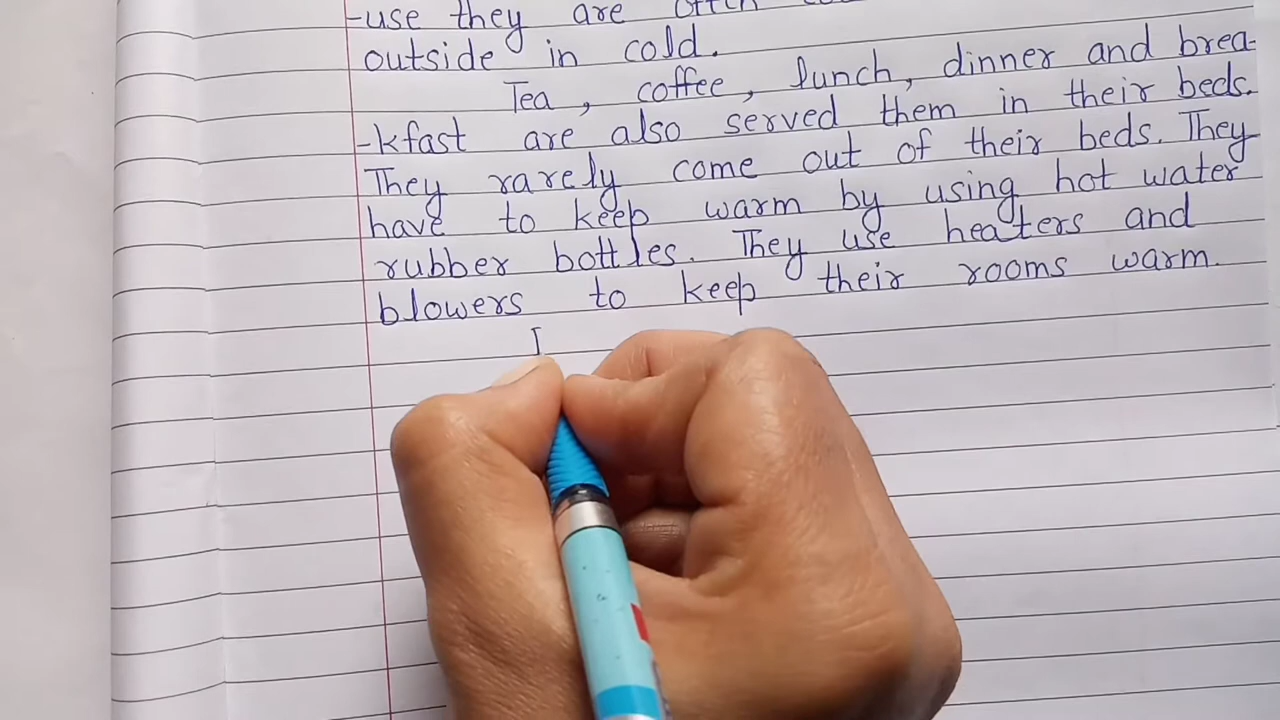 -use they are often
outside in cold.
Tea, coffee, lunch, dinner and brea-
-kfast are also served them in their beds.
They rarely come out of their beds. They
have to keep warm by using hot water
rubber bottles. They use heaters and
blowers to keep their rooms warm.
I